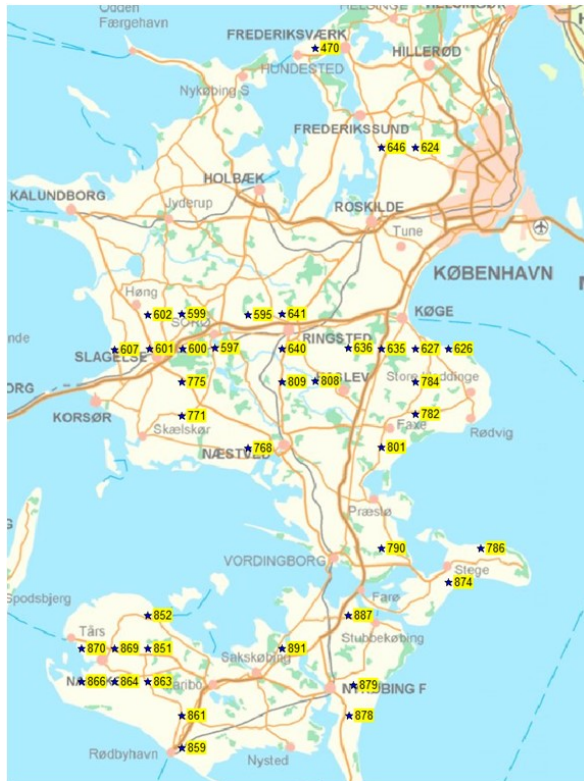 Odden
Færgehavn
FREDERIKSVÆRK
470
HUNDESTED
HILLERØD
Nykøbing S
FREDERIKSSUND
646 624
HOLBÆK
KALUNDBORG
Jyderup
ROSKILDE
Tune
KØBENHAVN
Høng
602 599 595 641
KØGE
SORØ
RINGSTED
607 601 600 597 640 636 635 627 626
SLAGELSE
775 809 808 784
Store Heddinge
KORSØR
771 782
Skælskør
Faxe
Rødvig
768 801
NÆSTVED
Præstø
790 786
VORDINGBORG
Stege
874
Spodsbjerg
Farø
852 887
Tårs
Stubbekøbing
870 869 851 891
Sakskøbing
866 864 863 879
NYKØBING F
861 878
Rødbyhavn
859
Nysted